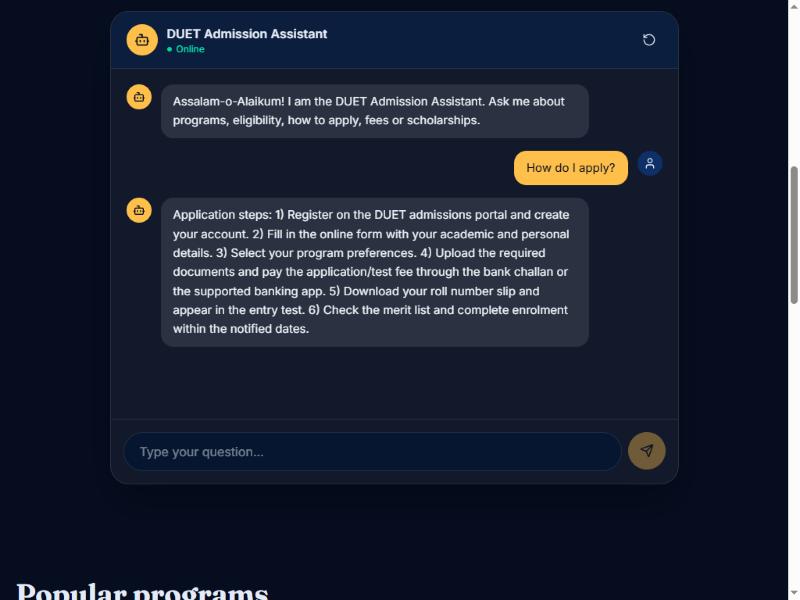 DUET Admission Assistant
Online
Assalam-o-Alaikum! I am the DUET Admission Assistant. Ask me about
programs, eligibility, how to apply, fees or scholarships.
How do I apply?
Application steps: 1) Register on the DUET admissions portal and create
your account. 2) Fill in the online form with your academic and personal
details. 3) Select your program preferences. 4) Upload the required
documents and pay the application/test fee through the bank challan or
the supported banking app. 5) Download your roll number slip and
appear in the entry test. 6) Check the merit list and complete enrolment
within the notified dates.
Type your question...
Popular programs